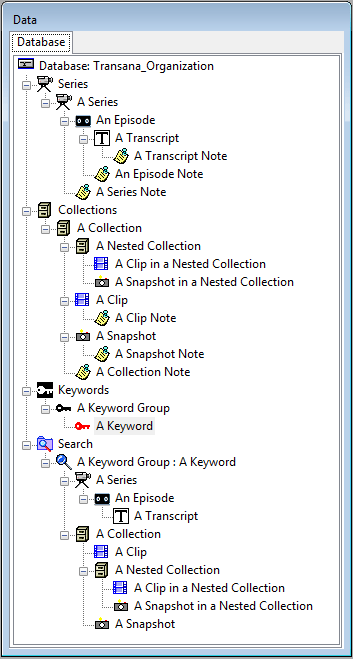 Data
Database
Database: Transana_Organization
Series
A Series
An Episode
T A Transcript
A Transcript Note
An Episode Note
A Series Note
Collections
A Collection
A Nested Collection
A Clip in a Nested Collection
A Snapshot in a Nested Collection
A Clip
A Clip Note
A Snapshot
A Snapshot Note
A Collection Note
Keywords
A Keyword Group
A Keyword
Search
A Keyword Group : A Keyword
A Series
An Episode
T A Transcript
A Collection
A Clip
A Nested Collection
A Clip in a Nested Collection
A Snapshot in a Nested Collection
A Snapshot